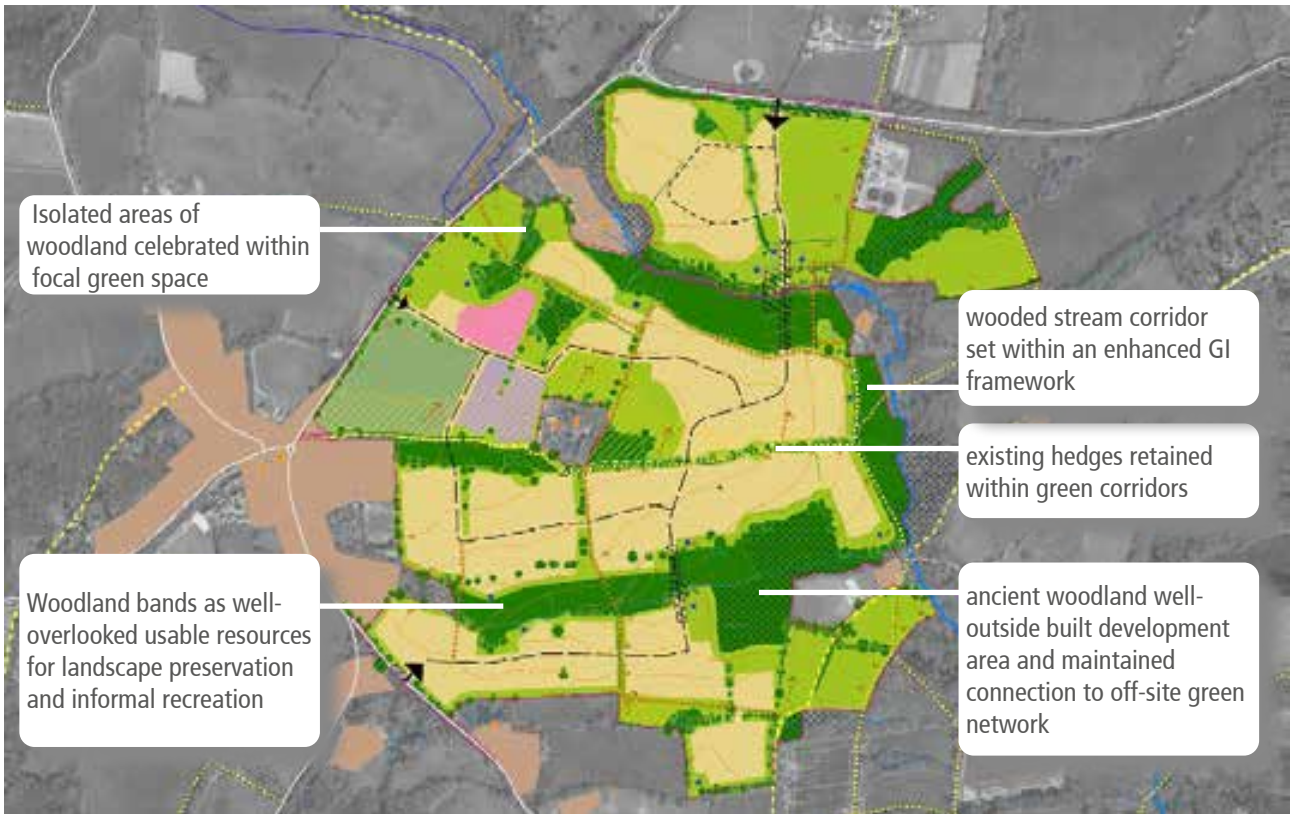 Isolated areas of
woodland celebrated within
focal green space
wooded stream corridor
set within an enhanced GI
framework
existing hedges retained
within green corridors
Woodland bands as well-
overlooked usable resources
for landscape preservation
and informal recreation
ancient woodland well-
outside built development
area and maintained
connection to off-site green
network